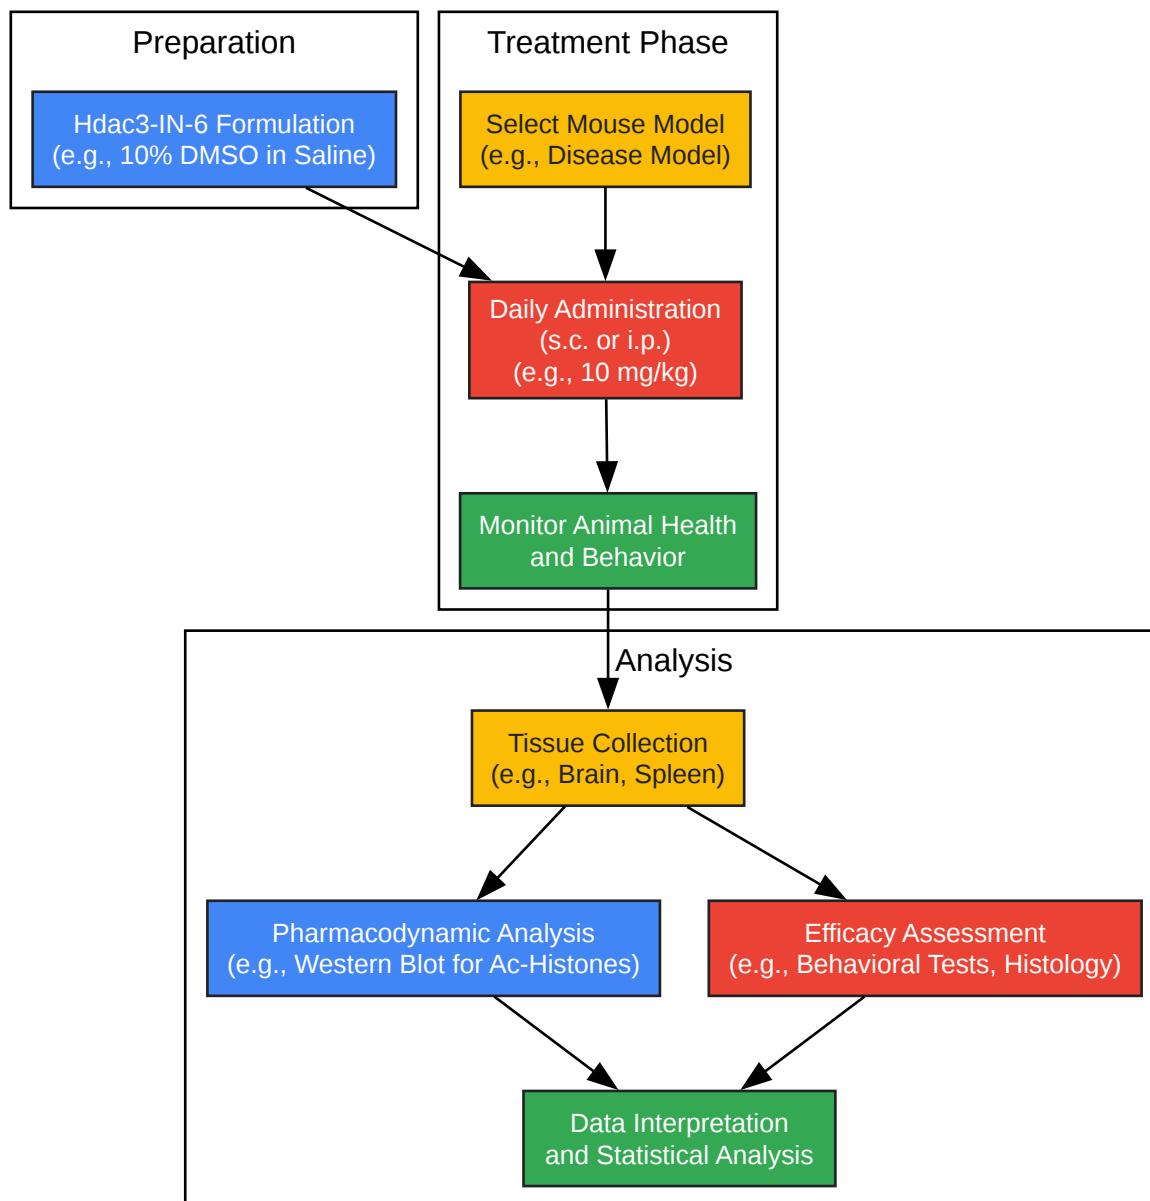 Preparation
Hdac3-IN-6 Formulation
(e.g., 10% DMSO in Saline)
Treatment Phase
Select Mouse Model
(e.g., Disease Model)
Daily Administration
(s.c. or i.p.)
(e.g., 10 mg/kg)
Monitor Animal Health
and Behavior
Analysis
Tissue Collection
(e.g., Brain, Spleen)
Pharmacodynamic Analysis
(e.g., Western Blot for Ac-Histones)
Efficacy Assessment
(e.g., Behavioral Tests, Histology)
Data Interpretation
and Statistical Analysis